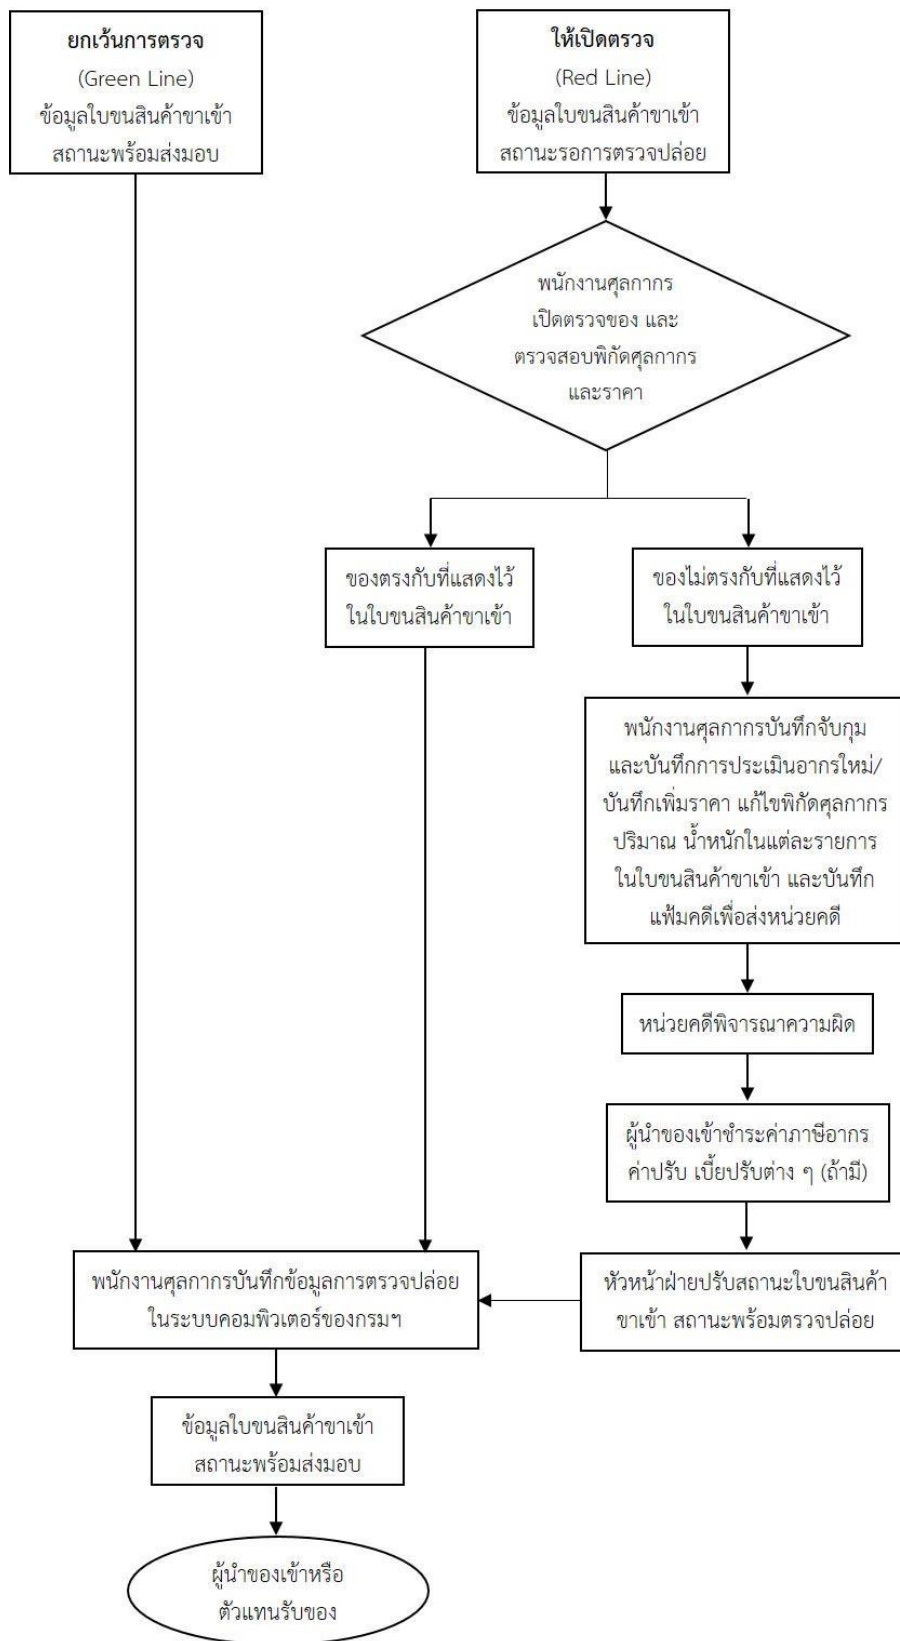 ยกเว้นการตรวจ
(Green Line)
ข้อมูลใบขนสินค้าขาเข้า
สถานะพร้อมส่งมอบ
ให้เปิดตรวจ
(Red Line)
ข้อมูลใบขนสินค้าขาเข้า
สถานะรอการตรวจปล่อย
พนักงานศุลกากร
เปิดตรวจของ และ
ตรวจสอบพิกัดศุลกากร
และราคา
ของตรงกับที่แสดงไว้
ในใบขนสินค้าขาเข้า
ของไม่ตรงกับที่แสดงไว้
ในใบขนสินค้าขาเข้า
พนักงานศุลกากรบันทึกจับกุม
และบันทึกการประเมินอากรใหม่/
บันทึกเพิ่มราคา แก้ไขพิกัดศุลกากร
ปริมาณ น้ำหนักในแต่ละรายการ
ในใบขนสินค้าขาเข้า และบันทึก
แฟ้มคดีเพื่อส่งหน่วยคดี
หน่วยคดีพิจารณาความผิด
ผู้นำของเข้าชำระค่าภาษีอากร
ค่าปรับ เบี้ยปรับต่าง ๆ (ถ้ามี)
หัวหน้าฝ่ายปรับสถานะใบขนสินค้า
ขาเข้า สถานะพร้อมตรวจปล่อย
พนักงานศุลกากรบันทึกข้อมูลการตรวจปล่อย
ในระบบคอมพิวเตอร์ของกรมฯ
ข้อมูลใบขนสินค้าขาเข้า
สถานะพร้อมส่งมอบ
ผู้นำของเข้าหรือ
ตัวแทนรับของ